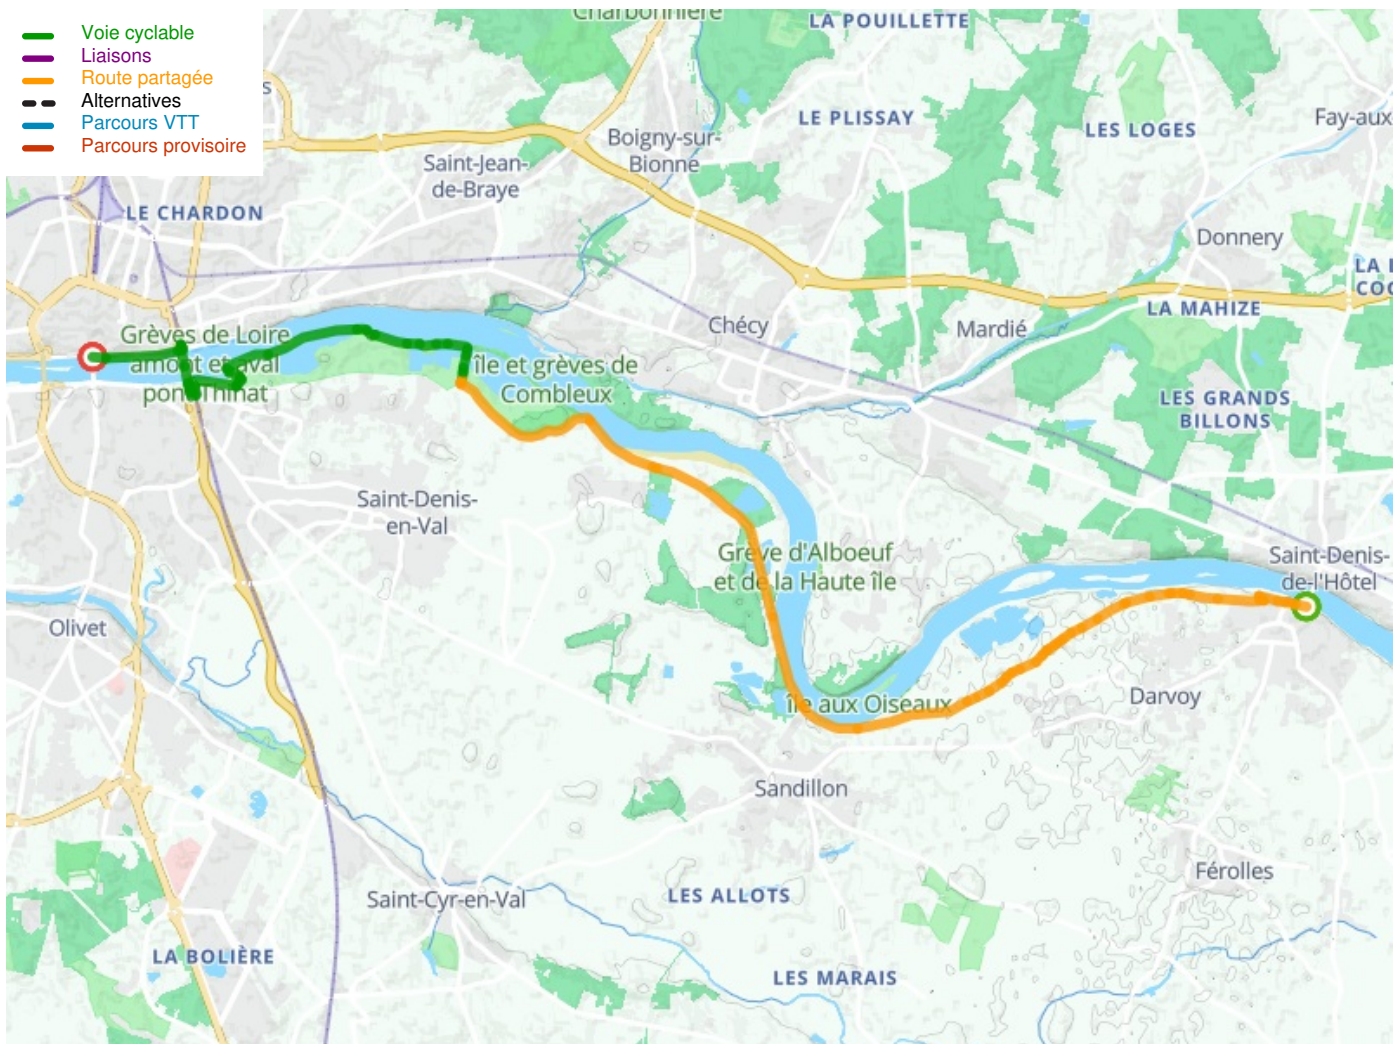 Voie cyclable
Liaisons
Route partagée
Alternatives
Parcours VTT
Parcours provisoire
Charbonnière
LA POUILLETTE
LE PLISSAY
LES LOGES
Fay-aux-
Boigny-sur-
Bionne
Saint-Jean-
de-Braye
LE CHARDON
Donnery
LA MAHIZE
Chécy
Mardié
Grèves de Loire
amont et aval
pont Thinat
île et grèves de
Combleux
LES GRANDS
BILLONS
Saint-Denis-
en-Val
Grève d'Alboeuf
et de la Haute île
Saint-Denis-
de-l'Hôtel
Olivet
île aux Oiseaux
Darvoy
Sandillon
Férolles
Saint-Cyr-en-Val
LES ALLOTS
LA BOLIÈRE
LES MARAIS